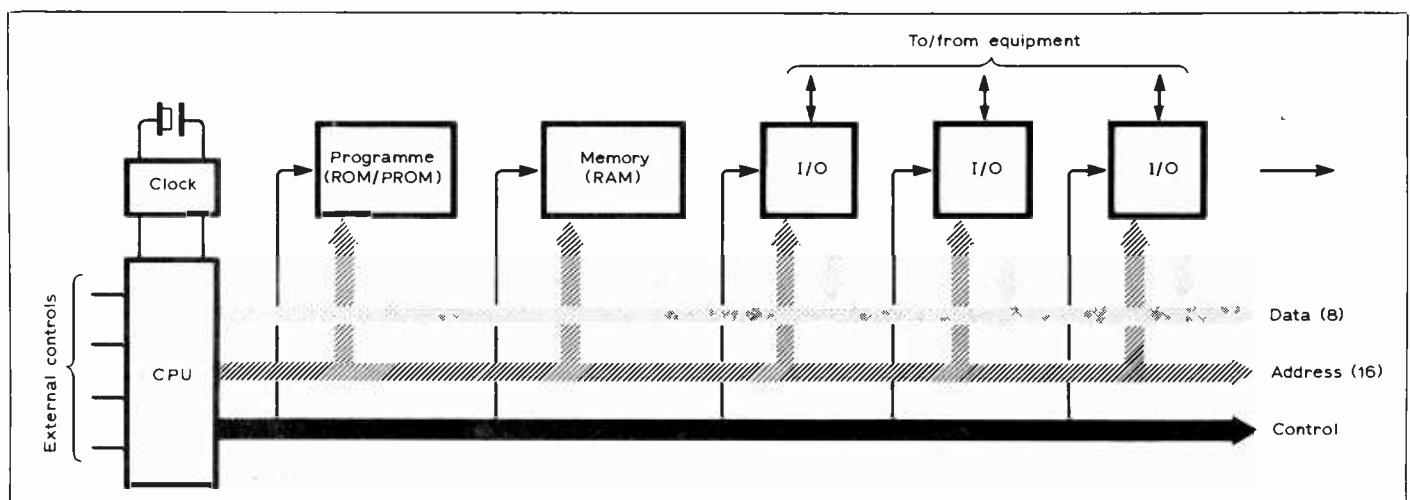 To/from equipment
Clock
Programme
(ROM/PROM)
Memory
(RAM)
I/O
I/O
I/O
External controls
CPU
Data (8)
Address (16)
Control